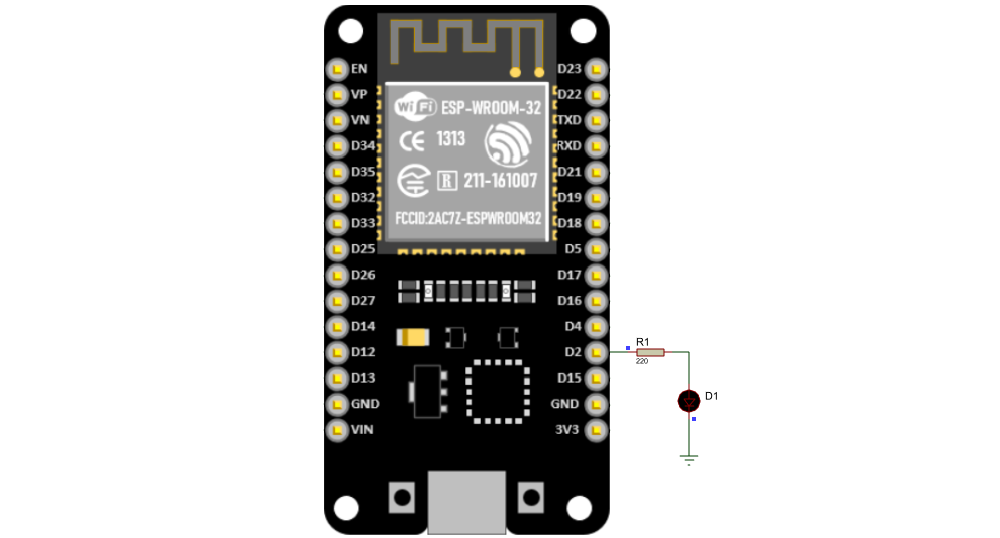 EN
VP
VN
D34
D35
D32
D33
D25
D26
D27
D14
D12
D13
GND
VIN
WiFi ESP-WROOM-32
CE 1313
R 211-161007
FCCID:2AC7Z-ESPWROOM32
D23
D22
TXD
RXD
D21
D19
D18
D5
D17
D16
D4
D2
D15
GND
3V3
R1
220
D1